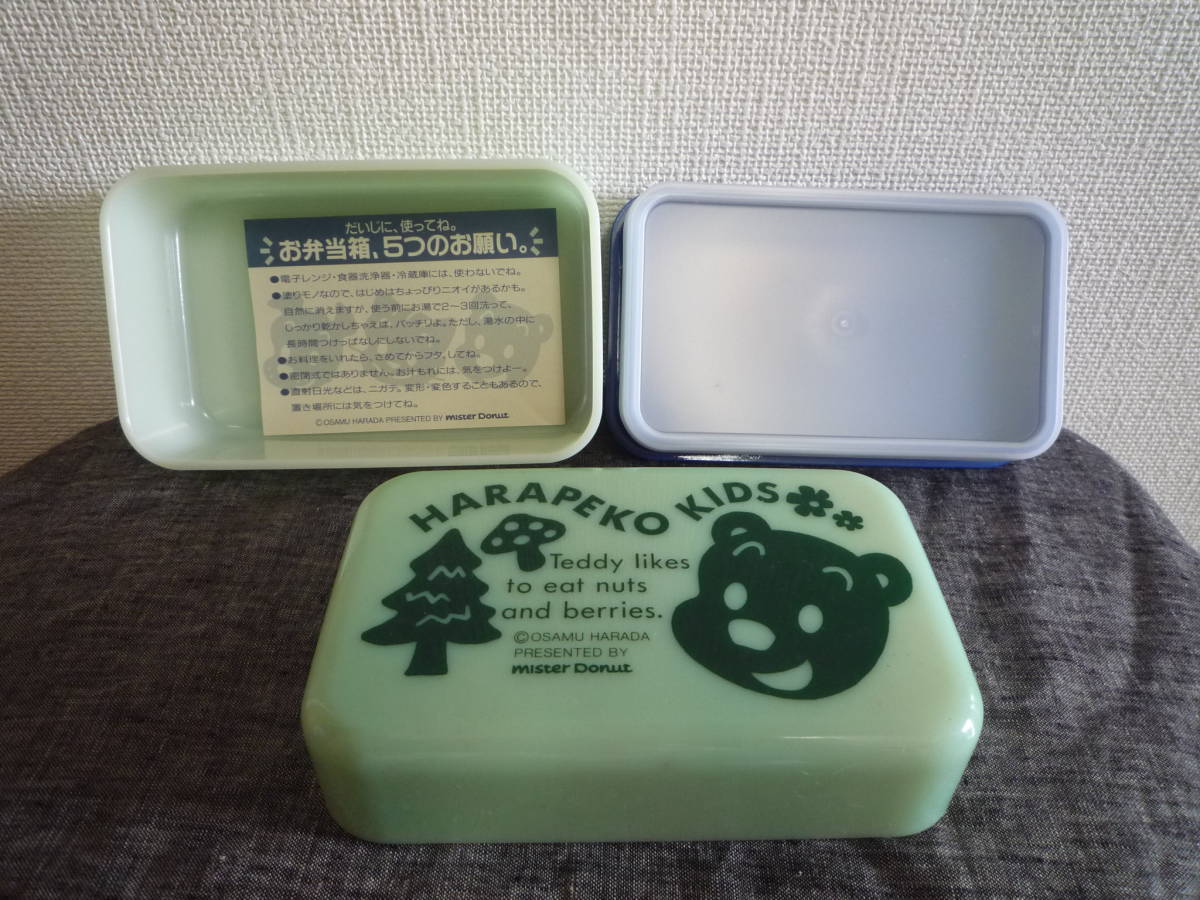 だいじに、使ってね。
お弁当箱、5つのお願い。
●電子レンジ・食器洗浄器・冷蔵庫には、使わないでね。
●塗りモノなので、はじめはちょっぴりニオイがあるかも。
自然に消えますが、使う前にお湯で2〜3回洗って、
しっかり乾かしちゃえば、バッチリよ。ただし、湯水の中に
長時間つけっぱなしにしないでね。
●お料理をいれたら、さめてからフタ、してね。
●密閉式ではありません。お汁もれには、気をつけよー。
●直射日光などは、ニガテ。変形・変色することもあるので、
置き場所には気をつけてね。
©OSAMU HARADA PRESENTED BY mister Donut
HARAPEKO KIDS
Teddy likes
to eat nuts
and berries.
©OSAMU HARADA
PRESENTED BY
mister Donut